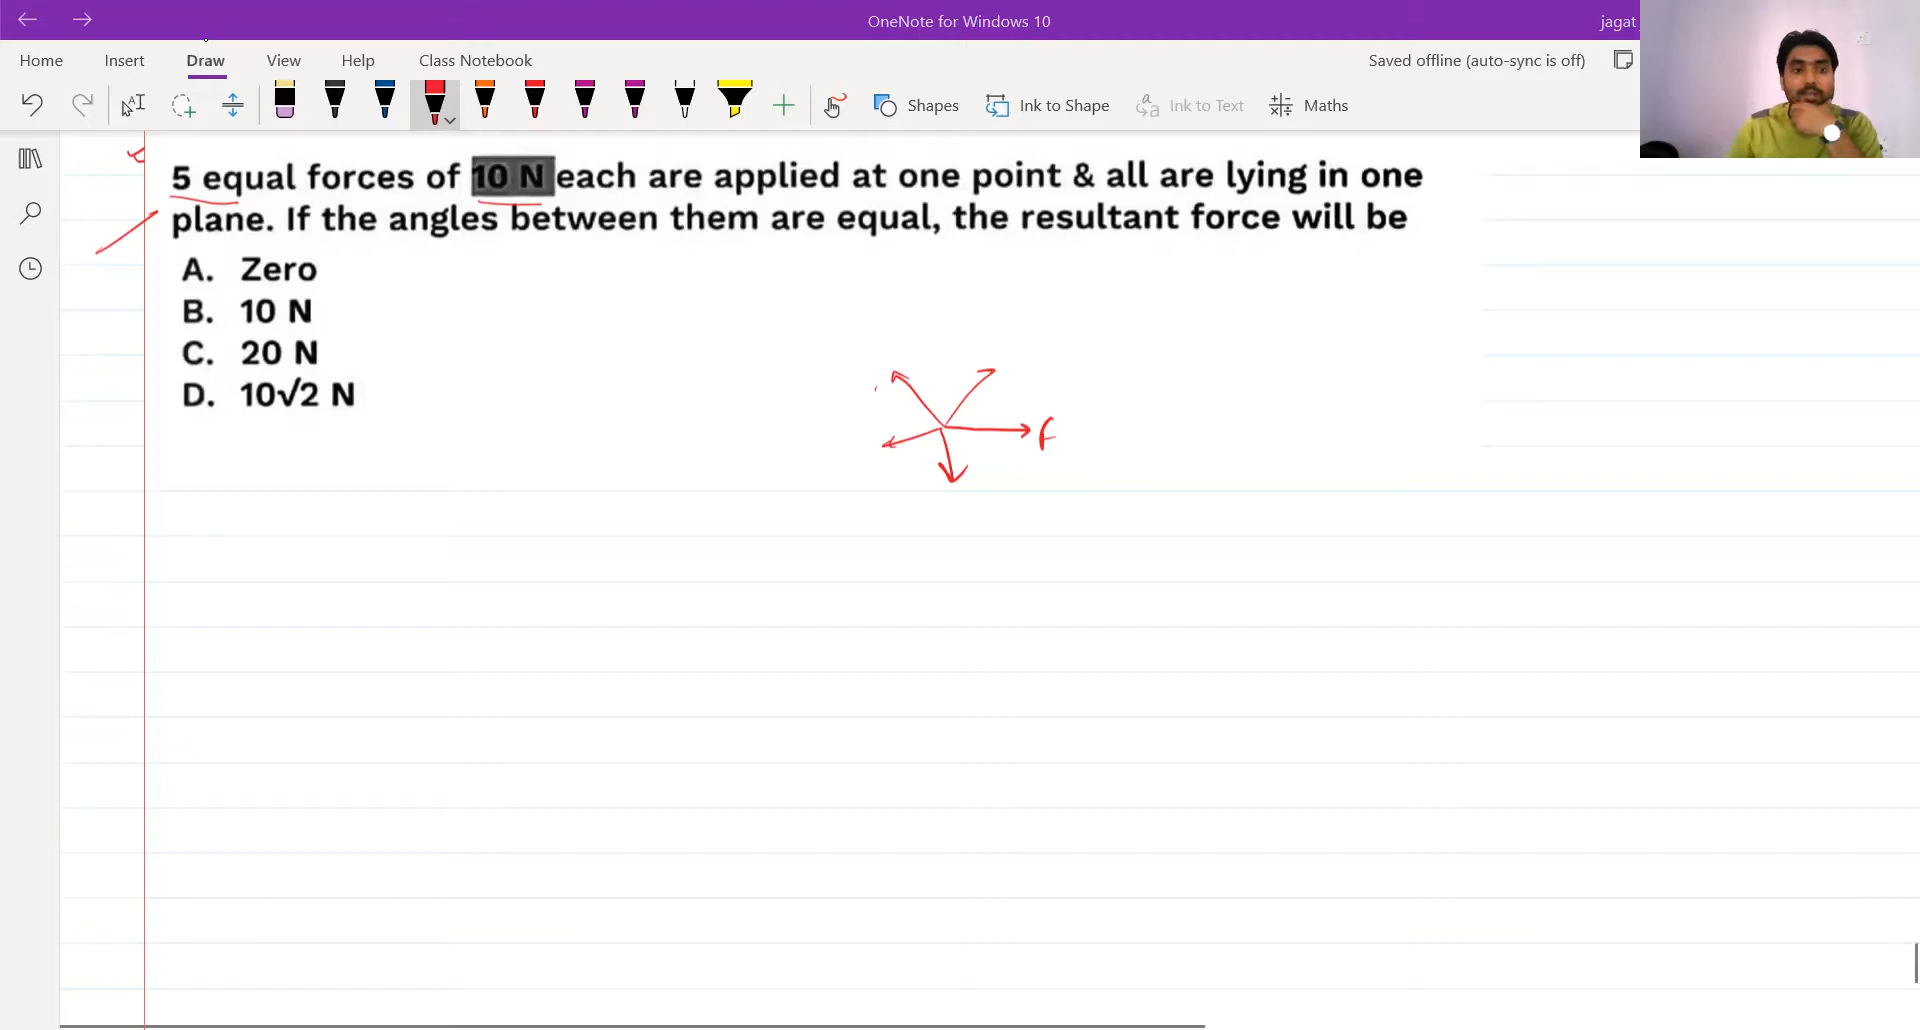 OneNote for Windows 10
jagat
Home Insert Draw View Help Class Notebook
Saved offline (auto-sync is off)
Shapes Ink to Shape Ink to Text Maths
5 equal forces of 10 N each are applied at one point & all are lying in one
plane. If the angles between them are equal, the resultant force will be
A. Zero
B. 10 N
C. 20 N
D. 10√2 N
F